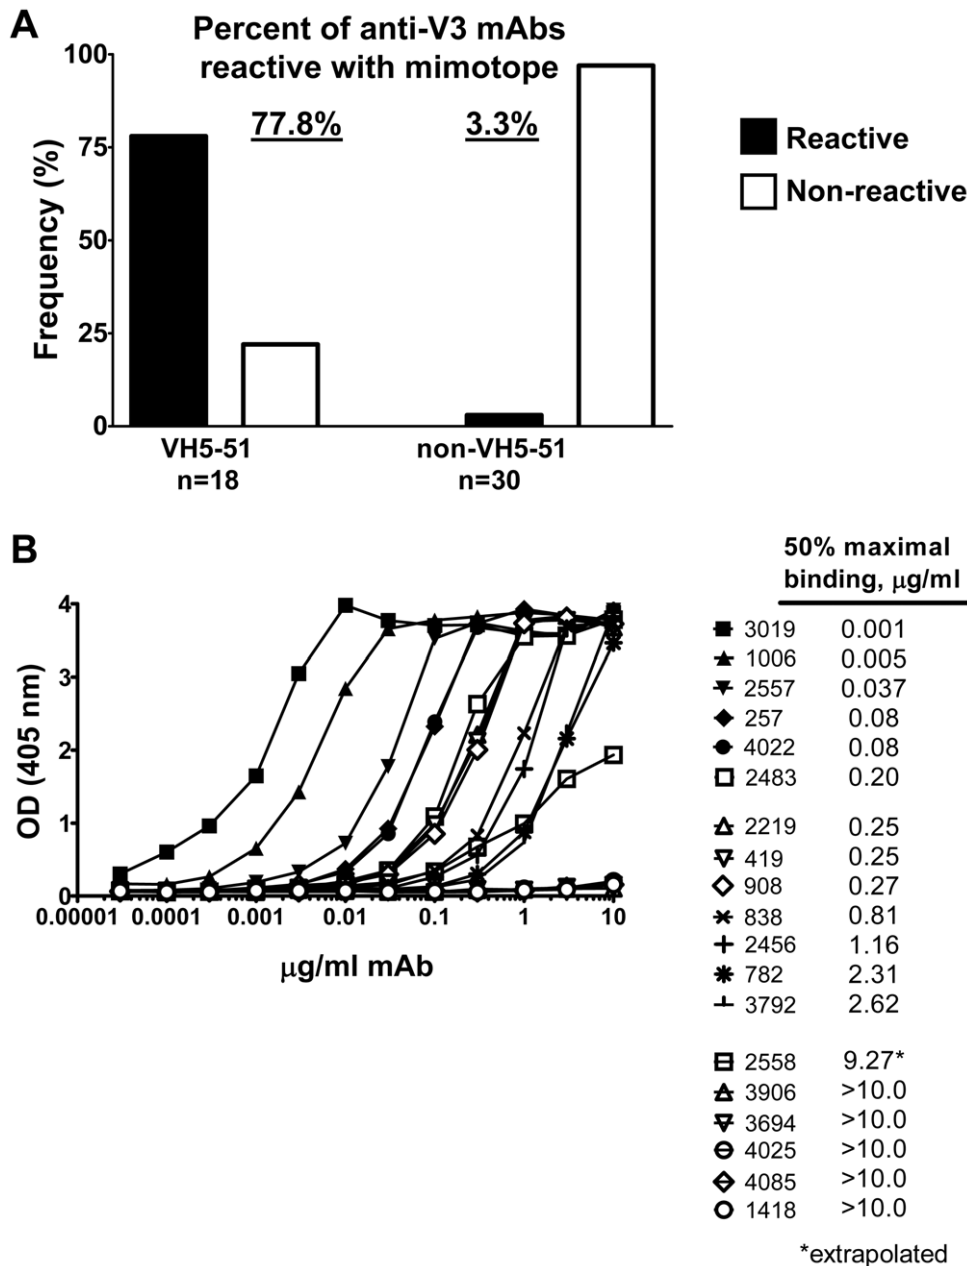 A
Percent of anti-V3 mAbs
reactive with mimotope
100
75
50
25
0
Frequency (%)
77.8%
3.3%
Reactive
Non-reactive
VH5-51
n=18
non-VH5-51
n=30
B
4
3
2
1
0
OD (405 nm)
0.00001 0.0001 0.001 0.01 0.1 1 10
μg/ml mAb
50% maximal
binding, μg/ml
3019 0.001
1006 0.005
2557 0.037
257 0.08
4022 0.08
2483 0.20
2219 0.25
419 0.25
908 0.27
838 0.81
2456 1.16
782 2.31
3792 2.62
2558 9.27*
3906 >10.0
3694 >10.0
4025 >10.0
4085 >10.0
1418 >10.0
*extrapolated